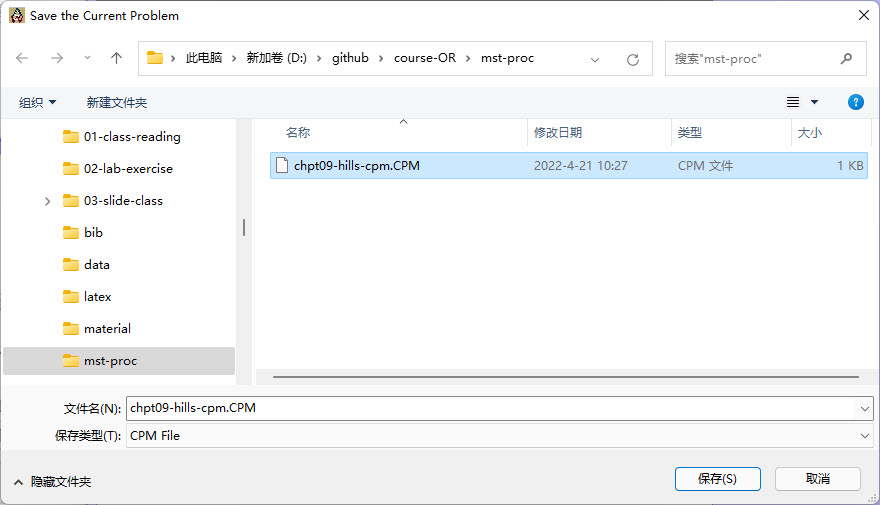 Save the Current Problem
此电脑 新加卷 (D:) github course-OR mst-proc
搜索"mst-proc"
组织 新建文件夹
01-class-reading
02-lab-exercise
03-slide-class
bib
data
latex
material
mst-proc
名称 修改日期 类型 大小
chpt09-hills-cpm.CPM 2022-4-21 10:27 CPM 文件 1 KB
文件名(N): chpt09-hills-cpm.CPM
保存类型(T): CPM File
隐藏文件夹 保存(S) 取消